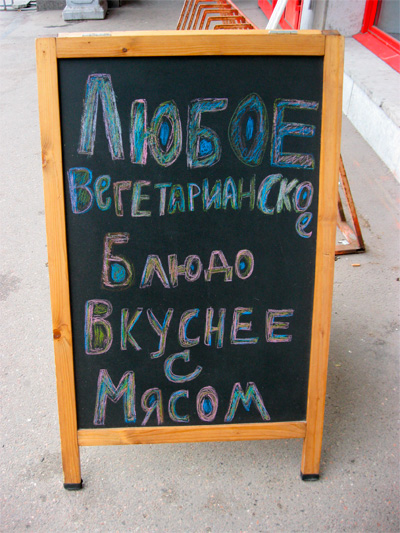 Любое
Вегетарианское
Блюдо
Вкуснее
с
Мясом